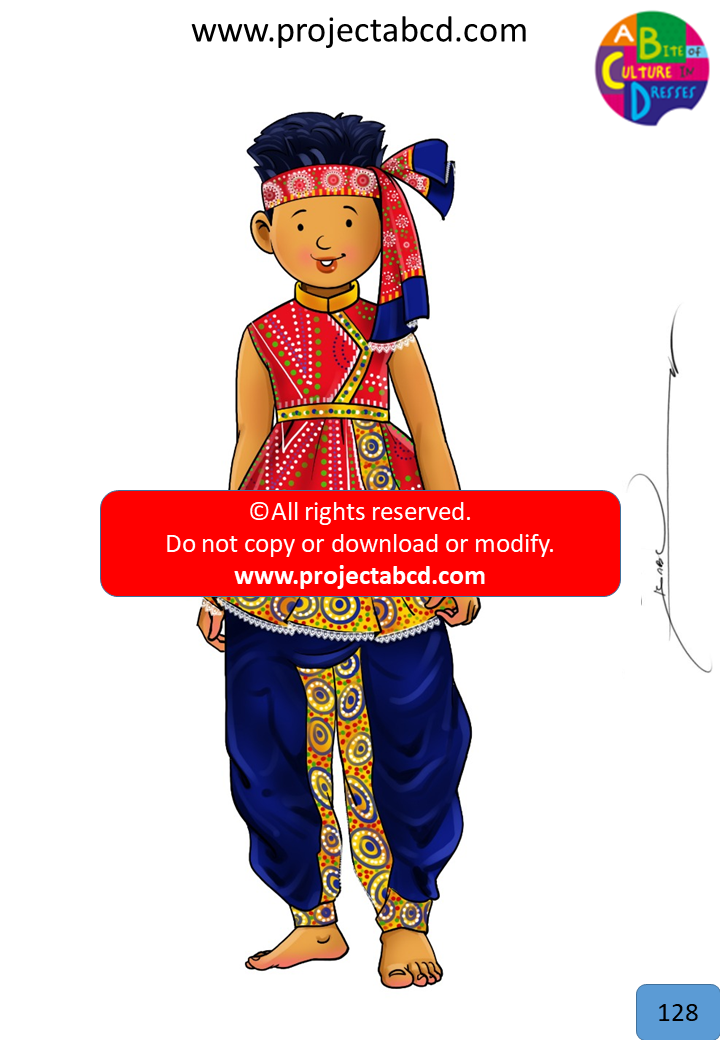 www.projectabcd.com
A BITE OF
CULTURE IN
DRESSES
©All rights reserved.
Do not copy or download or modify.
www.projectabcd.com
128